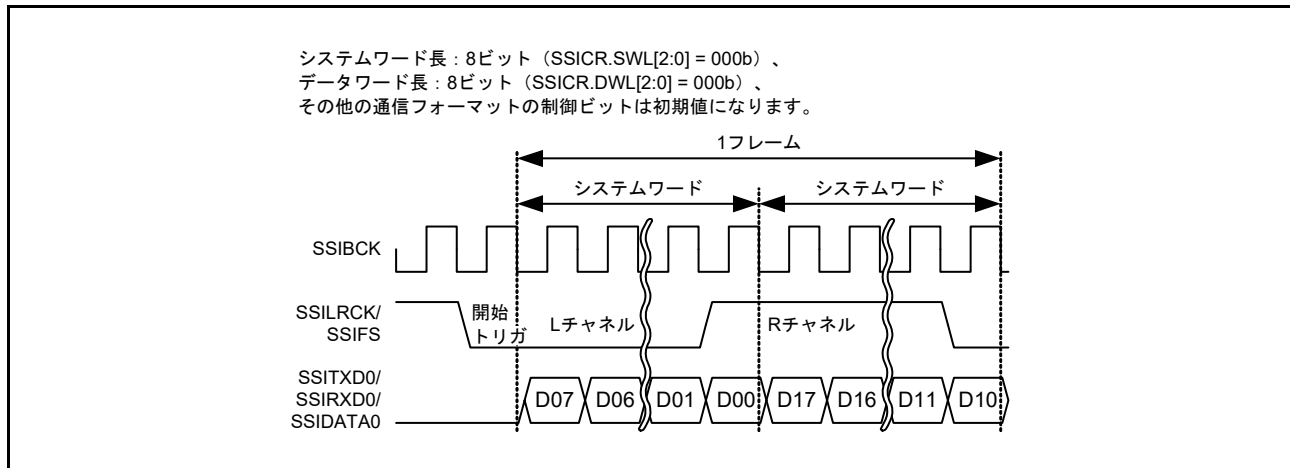 システムワード長：8ビット（SSICR.SWL[2:0] = 000b）、
データワード長：8ビット（SSICR.DWL[2:0] = 000b）、
その他の通信フォーマットの制御ビットは初期値になります。
1フレーム
システムワード
システムワード
SSIBCK
SSILRCK/
SSIFS
開始
トリガ
Lチャネル
Rチャネル
SSITXD0/
SSIRXD0/
SSIDATA0
D07 D06 D01 D00 D17 D16 D11 D10